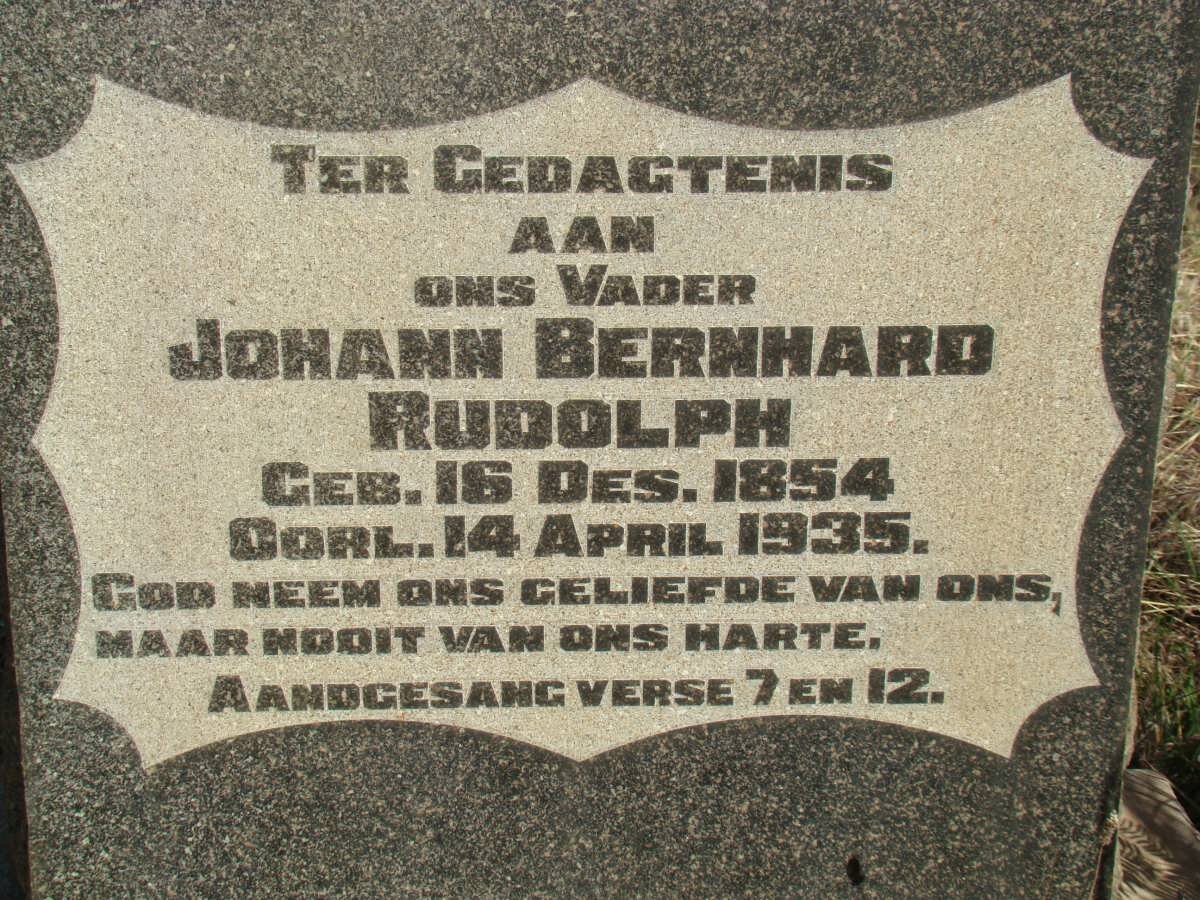 TER GEDAGTENIS
AAN
ONS VADER
JOHANN BERNHARD
RUDOLPH
GEB. 16 DES. 1854
OORL. 14 APRIL 1935.
GOD NEEM ONS GELIEFDE VAN ONS,
MAAR NOOIT VAN ONS HARTE,
AANDGESANG VERSE 7 EN 12.